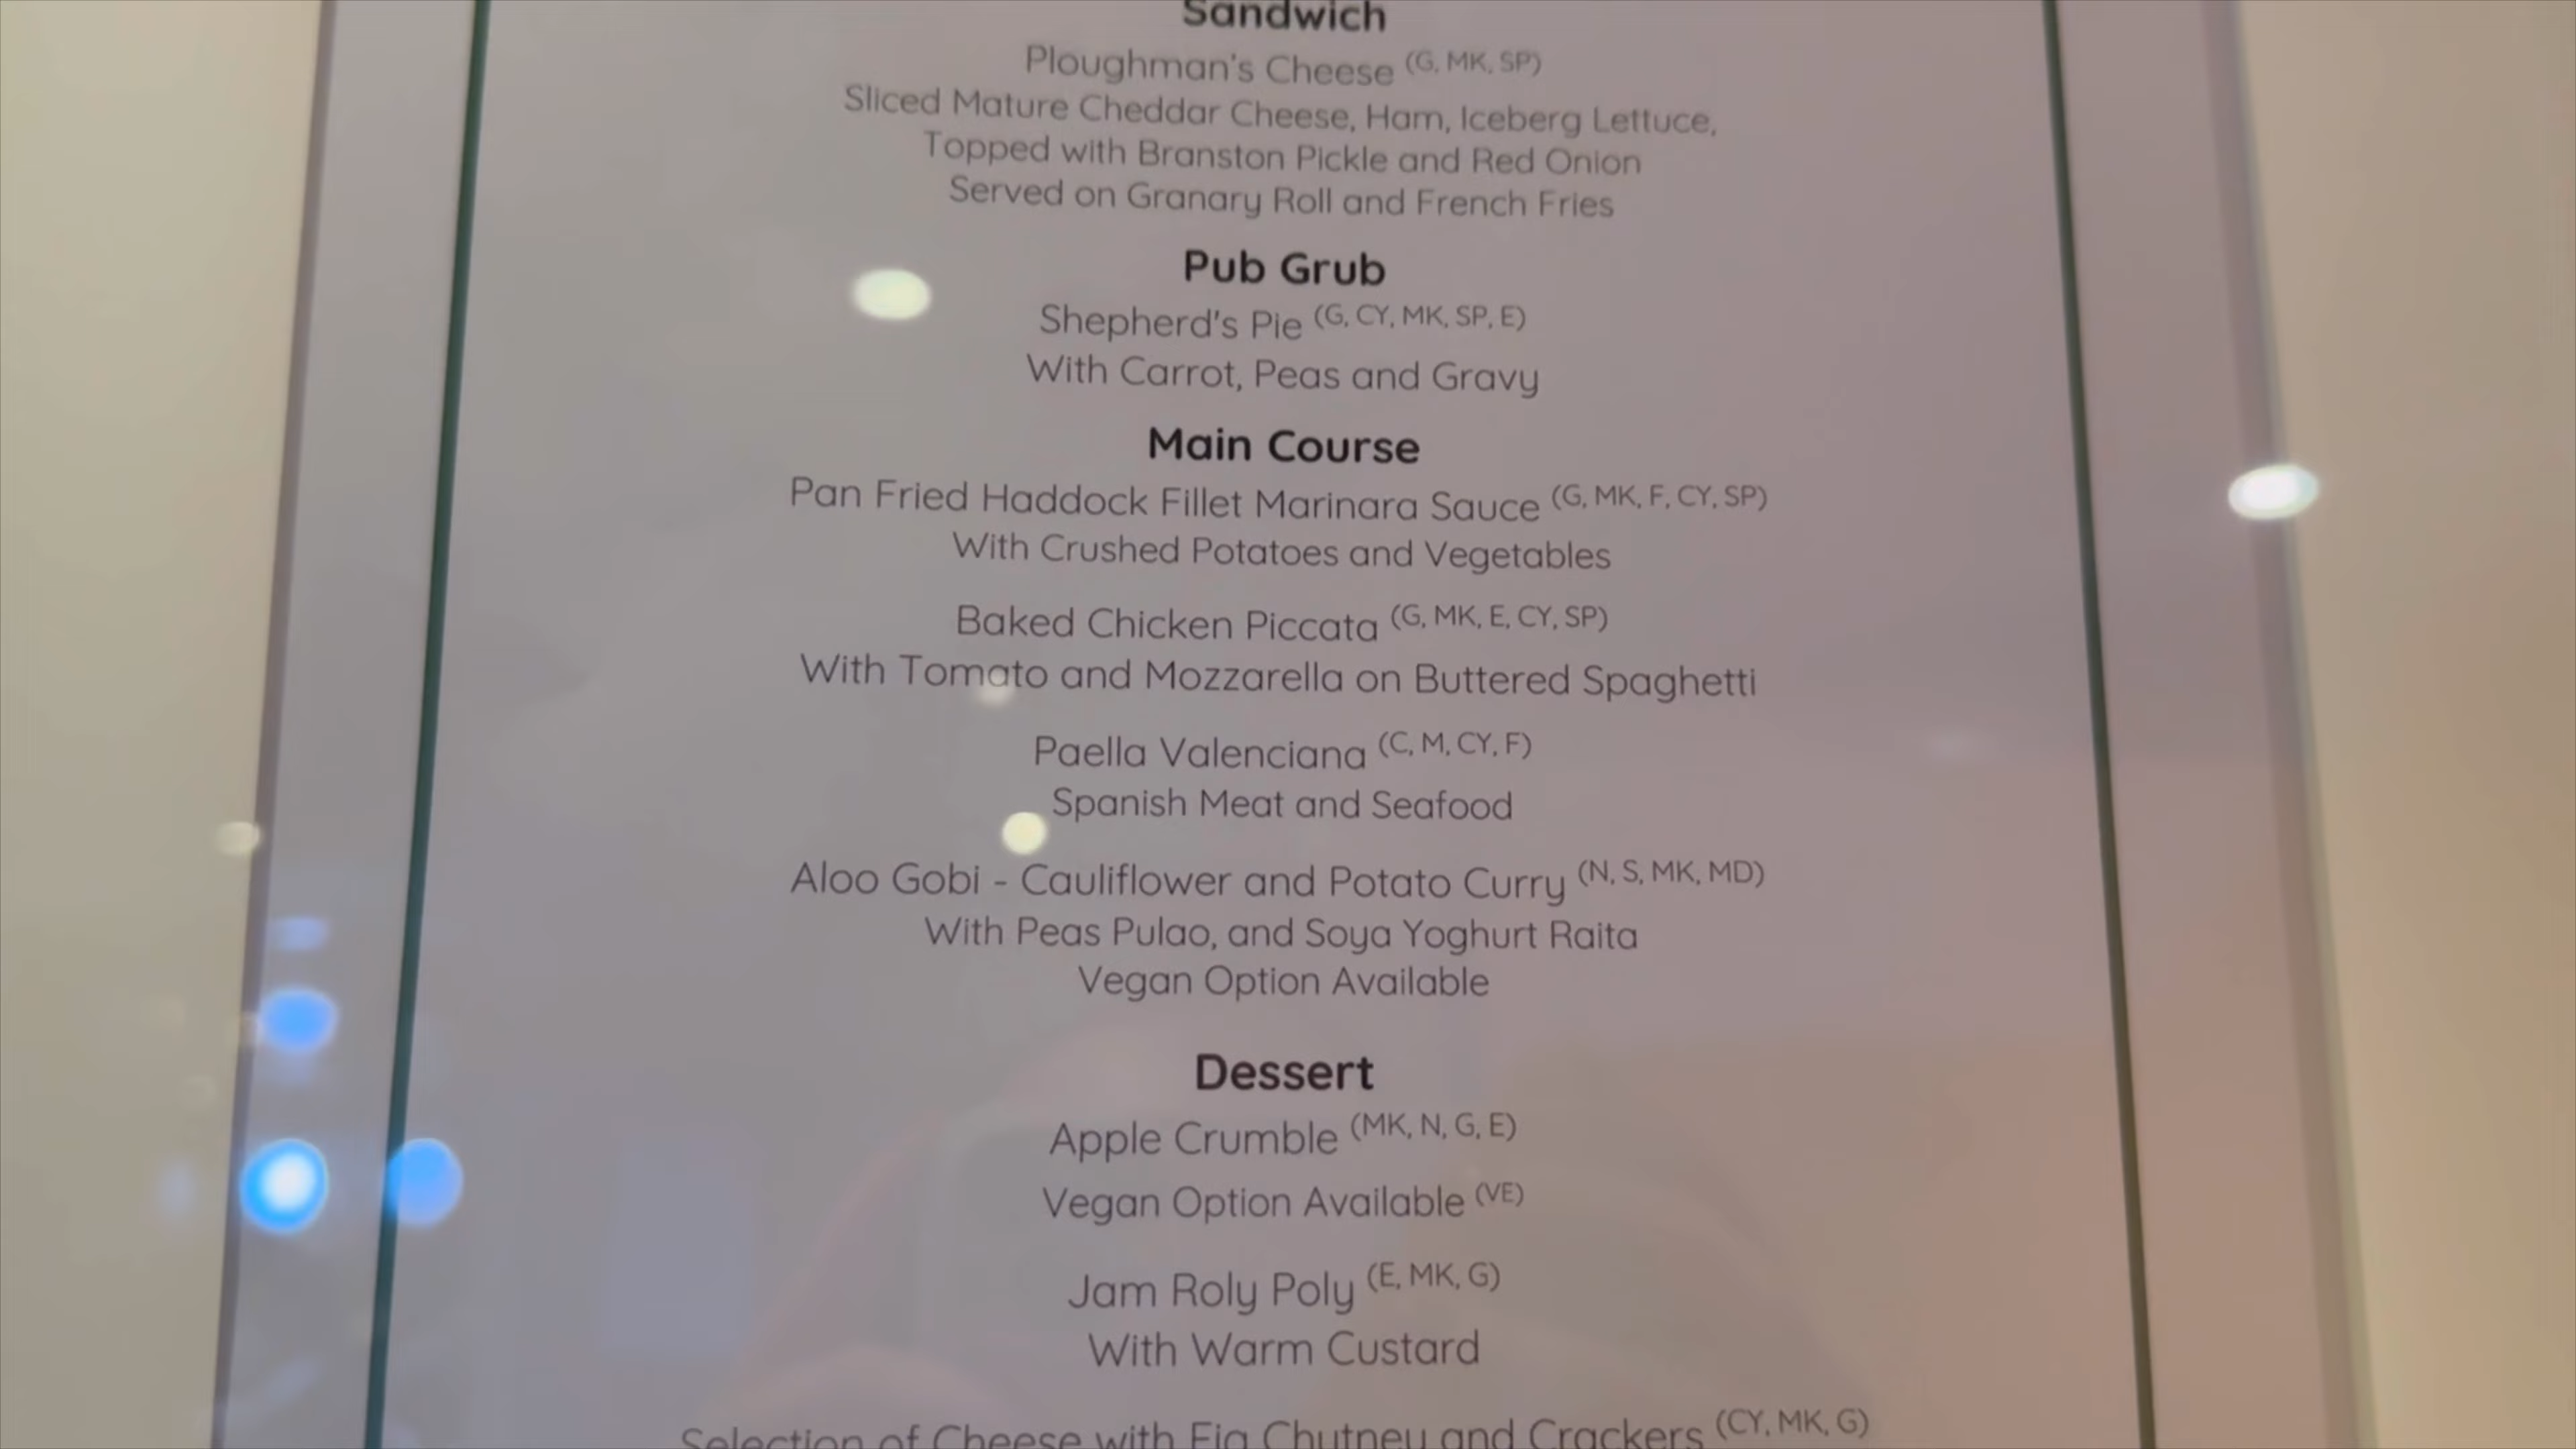 Sandwich
Ploughman's Cheese (G, MK, SP)
Sliced Mature Cheddar Cheese, Ham, Iceberg Lettuce,
Topped with Branston Pickle and Red Onion
Served on Granary Roll and French Fries
Pub Grub
Shepherd's Pie (G, CY, MK, SP, E)
With Carrot, Peas and Gravy
Main Course
Pan Fried Haddock Fillet Marinara Sauce (G, MK, F, CY, SP)
With Crushed Potatoes and Vegetables
Baked Chicken Piccata (G, MK, E, CY, SP)
With Tomato and Mozzarella on Buttered Spaghetti
Paella Valenciana (C, M, CY, F)
Spanish Meat and Seafood
Aloo Gobi - Cauliflower and Potato Curry (N, S, MK, MD)
With Peas Pulao, and Soya Yoghurt Raita
Vegan Option Available
Dessert
Apple Crumble (MK, N, G, E)
Vegan Option Available (VE)
Jam Roly Poly (E, MK, G)
With Warm Custard
Selection of Cheese with Fig Chutney and Crackers (CY, MK, G)